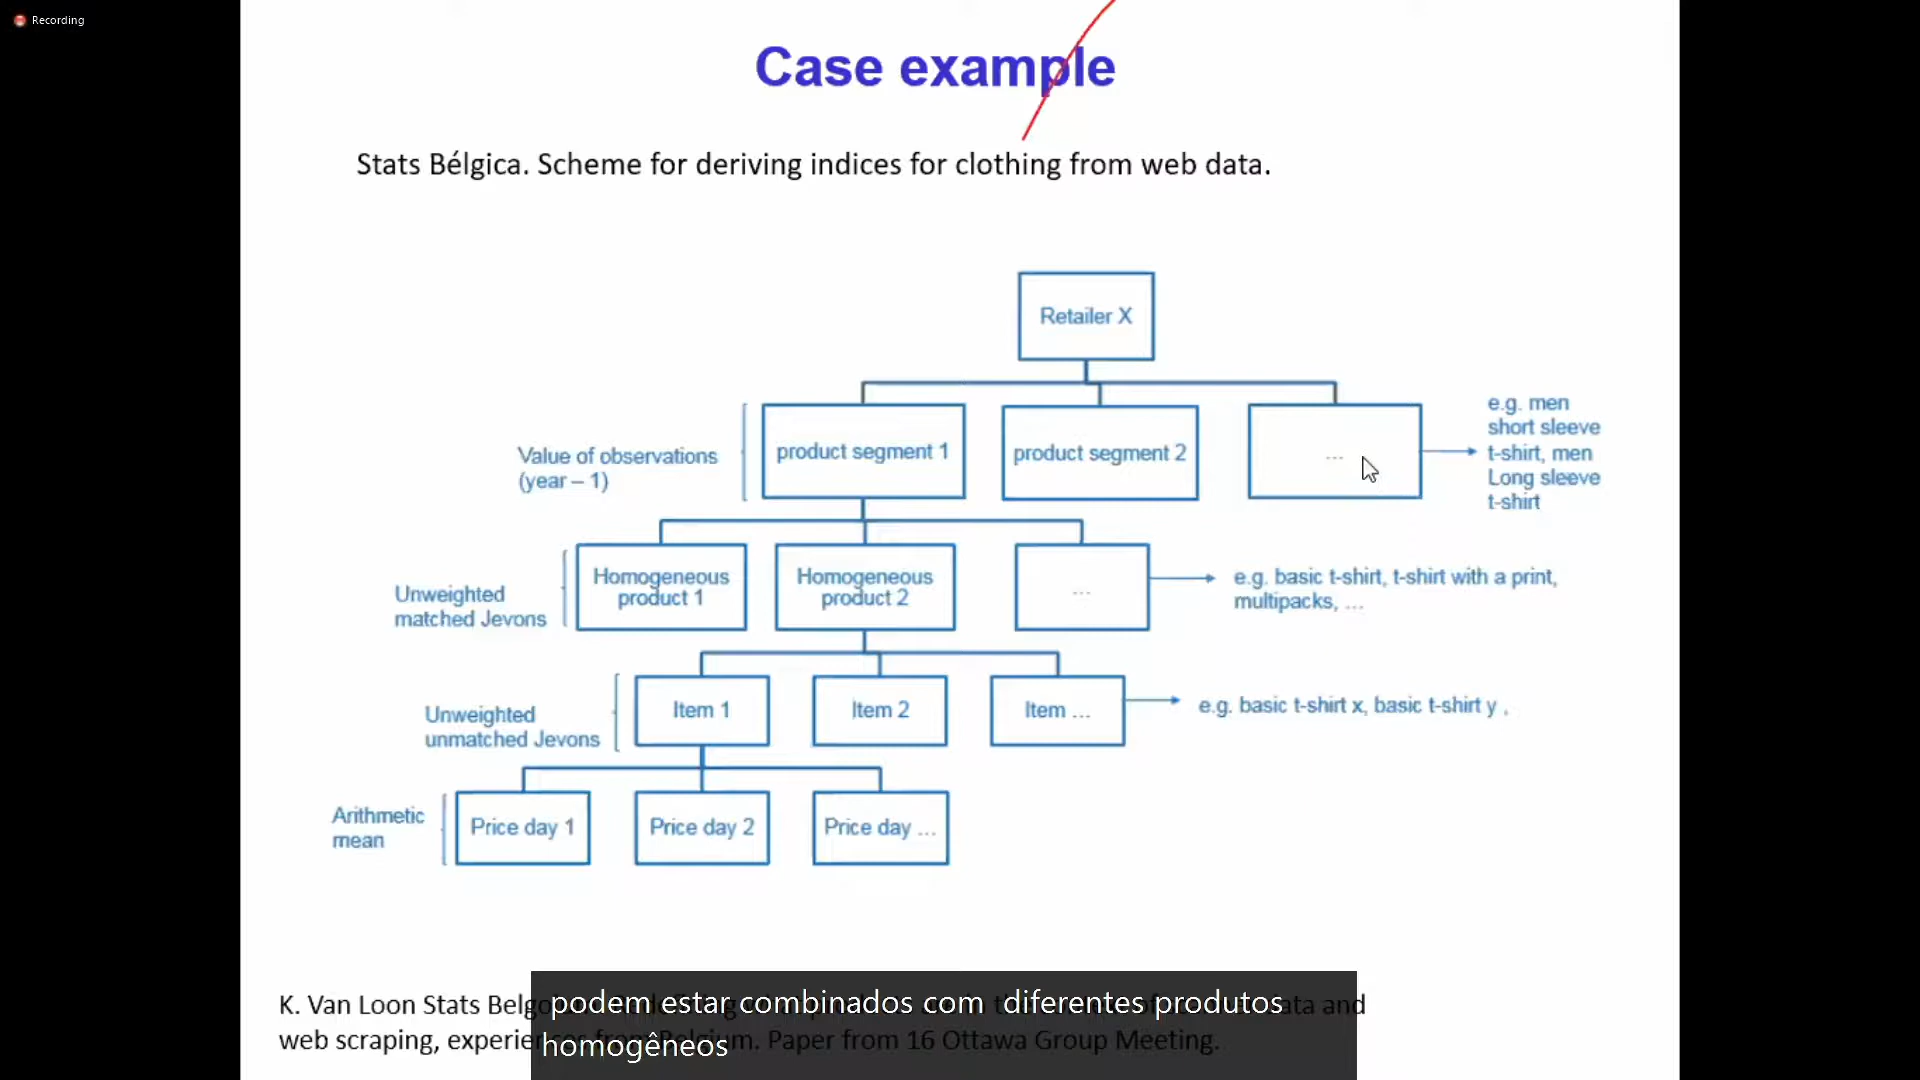 Recording
Case example
Stats Bélgica. Scheme for deriving indices for clothing from web data.
Retailer X
Value of observations
(year – 1)
product segment 1
product segment 2
...
e.g. men
short sleeve
t-shirt, men
Long sleeve
t-shirt
Unweighted
matched Jevons
Homogeneous
product 1
Homogeneous
product 2
...
e.g. basic t-shirt, t-shirt with a print,
multipacks, ...
Unweighted
unmatched Jevons
Item 1
Item 2
Item ...
e.g. basic t-shirt x, basic t-shirt y .
Arithmetic
mean
Price day 1
Price day 2
Price day ...
K. Van Loon Stats and
web scraping, Paper from 16 Ottawa Group Meeting.
podem estar combinados com diferentes produtos
homogêneos